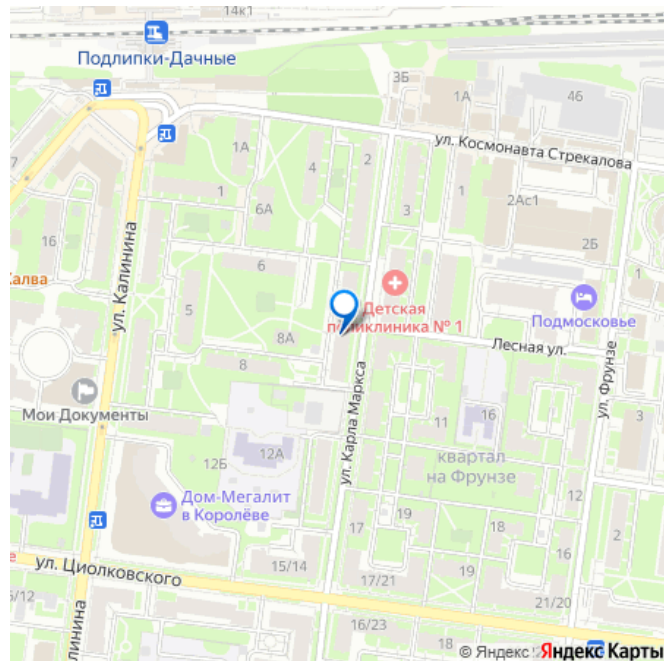 14к1
Подлипки-Дачные
3Б
1А
4Б
ул. Космонавта Стрекалова
7
1А
4
2
1
1
2Ас1
6А
3
16
ул. Калинина
2Б
6
1
Калва
Детская
поликлиника № 1
Подмосковье
5
8А
Лесная ул.
8
ул. Карла Маркса
ул. Фрунзе
Мои Документы
11
16
3
12А
квартал
на Фрунзе
12Б
Дом-Мегалит
в Королёве
12
19
17
19
18
16
15/14
ул. Циолковского
17/21
21/20
16/23
18
© Яндекс Яндекс Карты